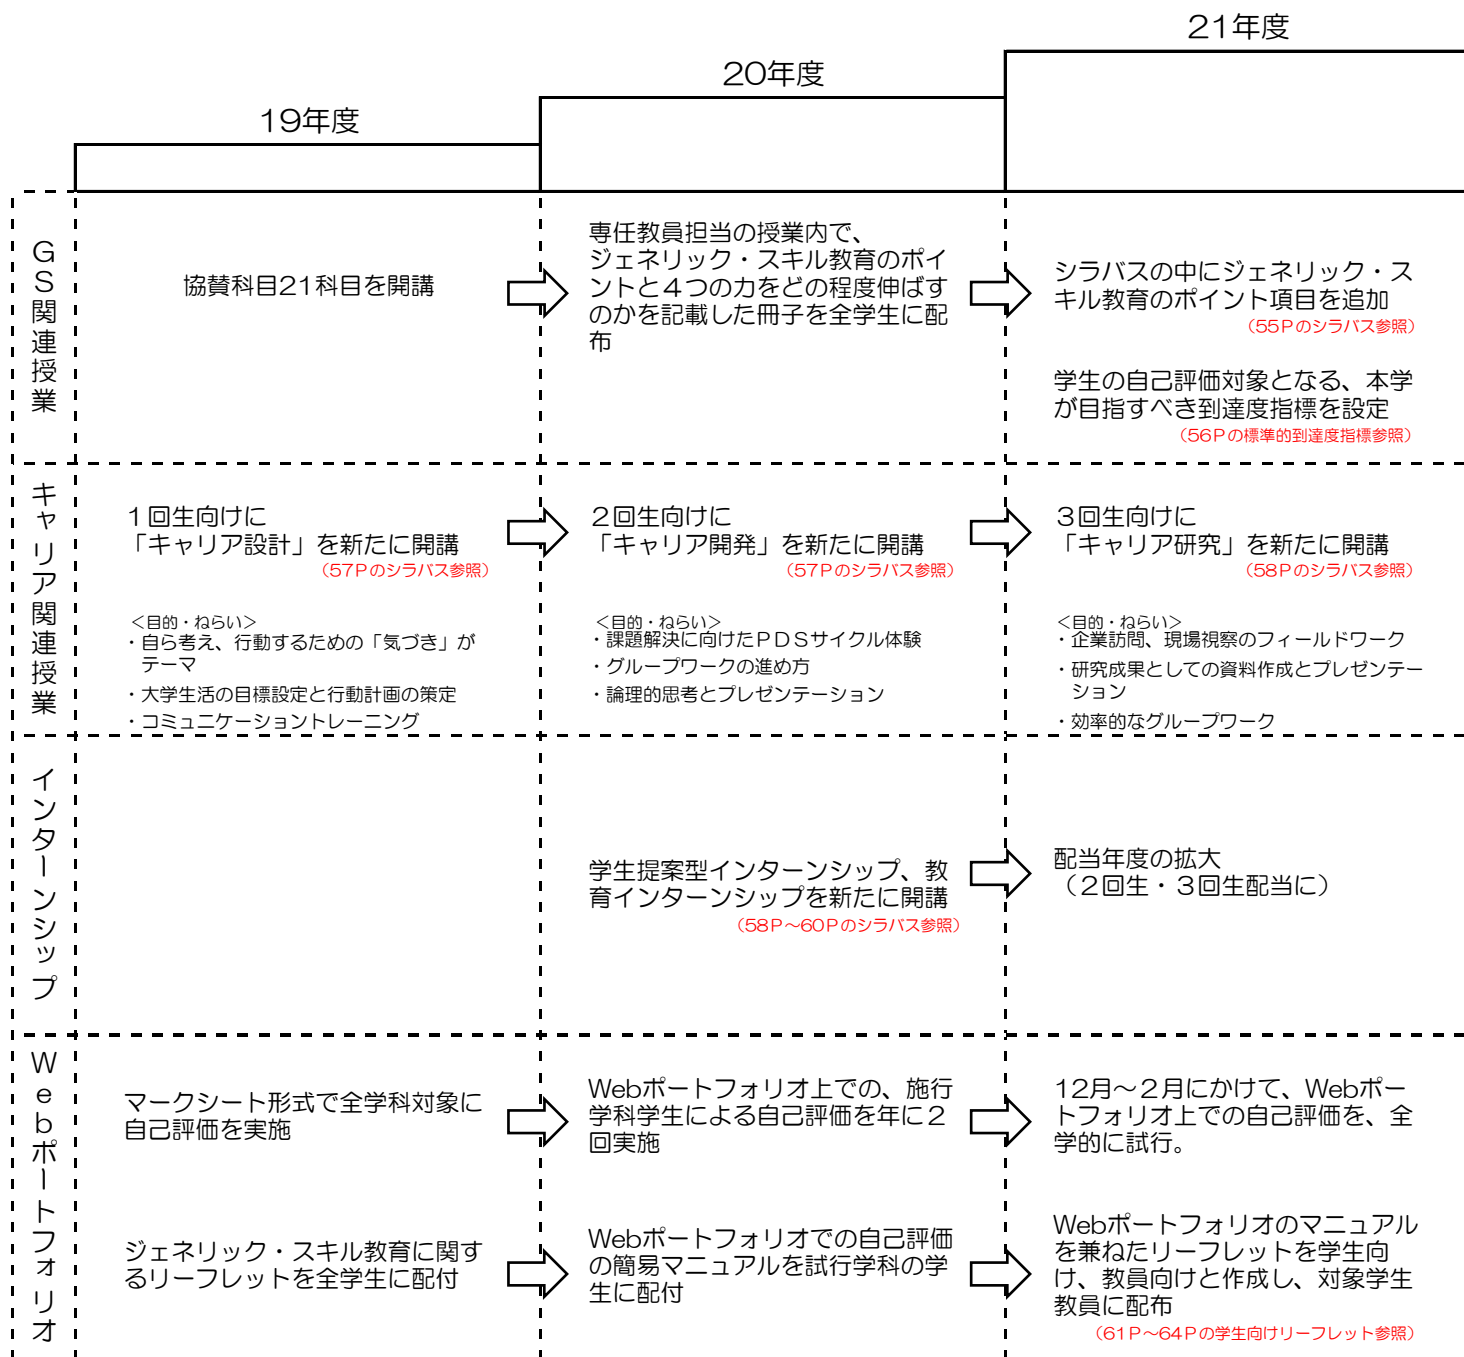 21年度
20年度
19年度
GS関連授業
協賛科目21科目を開講
専任教員担当の授業内で、
ジェネリック・スキル教育のポイ
ントと４つの力をどの程度伸ばす
のかを記載した冊子を全学生に配
布
シラバスの中にジェネリック・ス
キル教育のポイント項目を追加
（55Ｐのシラバス参照）
学生の自己評価対象となる、本学
が目指すべき到達度指標を設定
（56Ｐの標準的到達度指標参照）
キャリア関連授業
１回生向けに
「キャリア設計」を新たに開講
（57Ｐのシラバス参照）
＜目的・ねらい＞
・自ら考え、行動するための「気づき」が
テーマ
・大学生活の目標設定と行動計画の策定
・コミュニケーショントレーニング
２回生向けに
「キャリア開発」を新たに開講
（57Ｐのシラバス参照）
＜目的・ねらい＞
・課題解決に向けたＰＤＳサイクル体験
・グループワークの進め方
・論理的思考とプレゼンテーション
３回生向けに
「キャリア研究」を新たに開講
（58Ｐのシラバス参照）
＜目的・ねらい＞
・企業訪問、現場視察のフィールドワーク
・研究成果としての資料作成とプレゼンテー
ション
・効率的なグループワーク
インターンシップ
学生提案型インターンシップ、教
育インターンシップを新たに開講
（58Ｐ～60Ｐのシラバス参照）
配当年度の拡大
（２回生・３回生配当に）
Webポートフォリオ
マークシート形式で全学科対象に
自己評価を実施
Webポートフォリオ上での、施行
学科学生による自己評価を年に２
回実施
12月～２月にかけて、Webポー
トフォリオ上での自己評価を、全
学的に試行。
ジェネリック・スキル教育に関す
るリーフレットを全学生に配付
Webポートフォリオでの自己評価
の簡易マニュアルを試行学科の学
生に配付
Webポートフォリオのマニュアル
を兼ねたリーフレットを学生向
け、教員向けと作成し、対象学生
教員に配布
（61Ｐ～64Ｐの学生向けリーフレット参照）